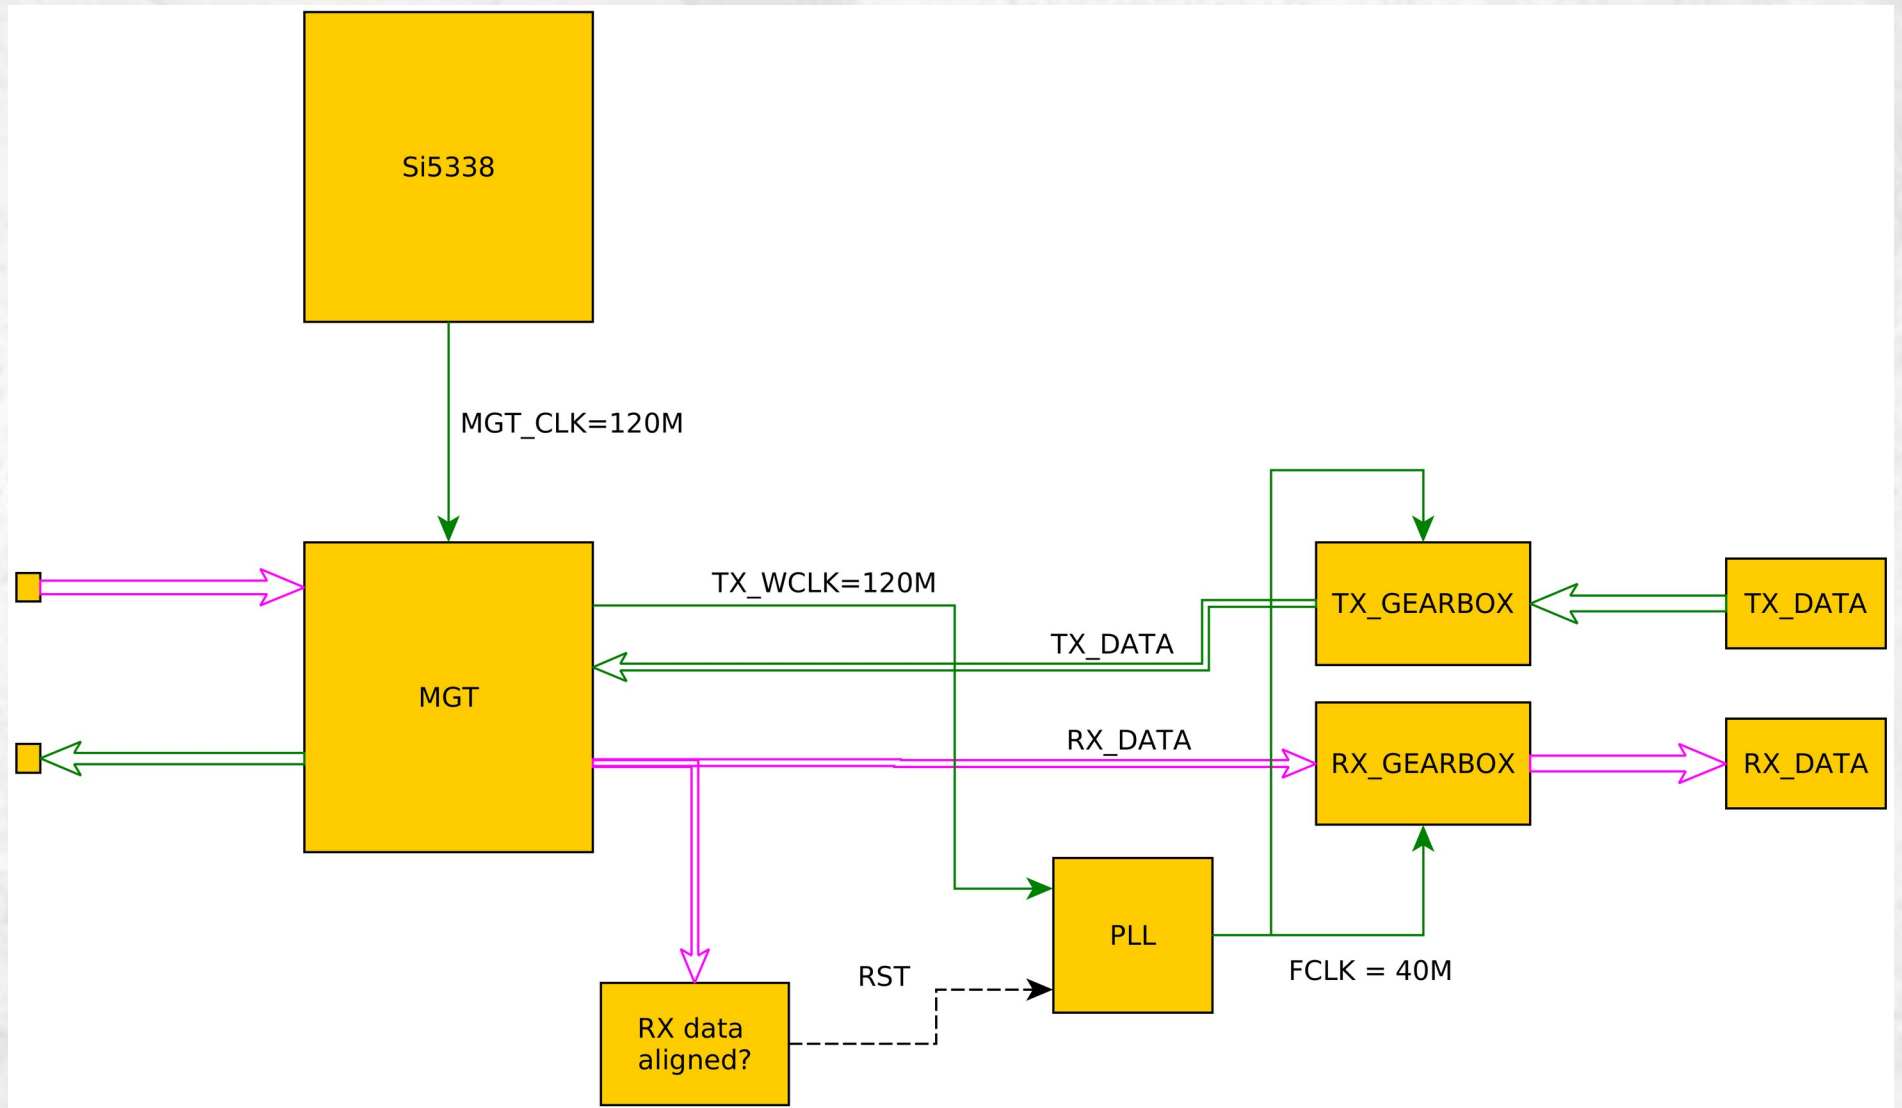 Si5338
MGT_CLK=120M
TX_WCLK=120M
TX_GEARBOX
TX_DATA
TX_DATA
MGT
RX_DATA
RX_GEARBOX
RX_DATA
PLL
FCLK = 40M
RST
RX data
aligned?